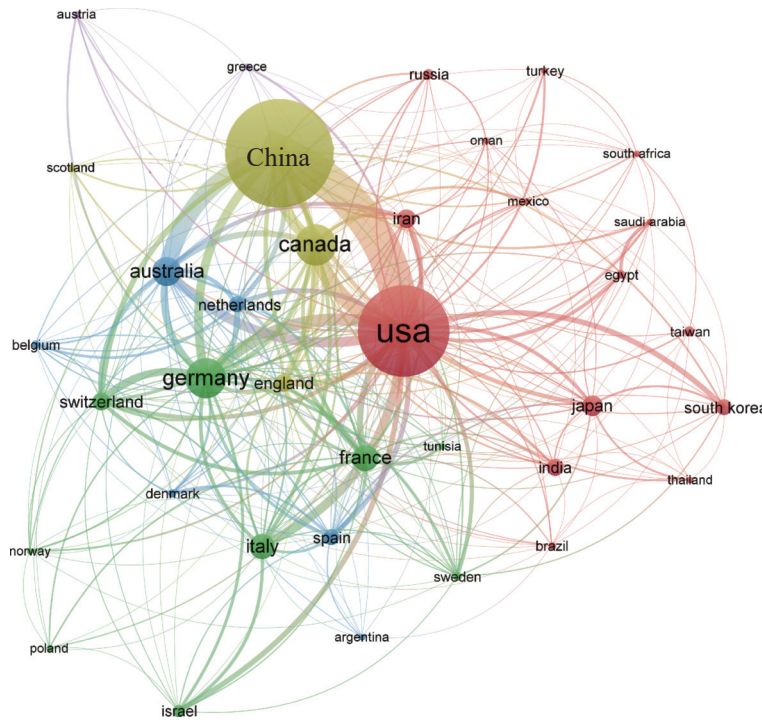 austria
greece
russia
turkey
oman
south africa
China
scotland
mexico
iran
saudi arabia
canada
australia
egypt
netherlands
usa
taiwan
belgium
germany
england
switzerland
japan
south korea
tunisia
france
india
thailand
denmark
spain
italy
brazil
norway
sweden
argentina
poland
israel